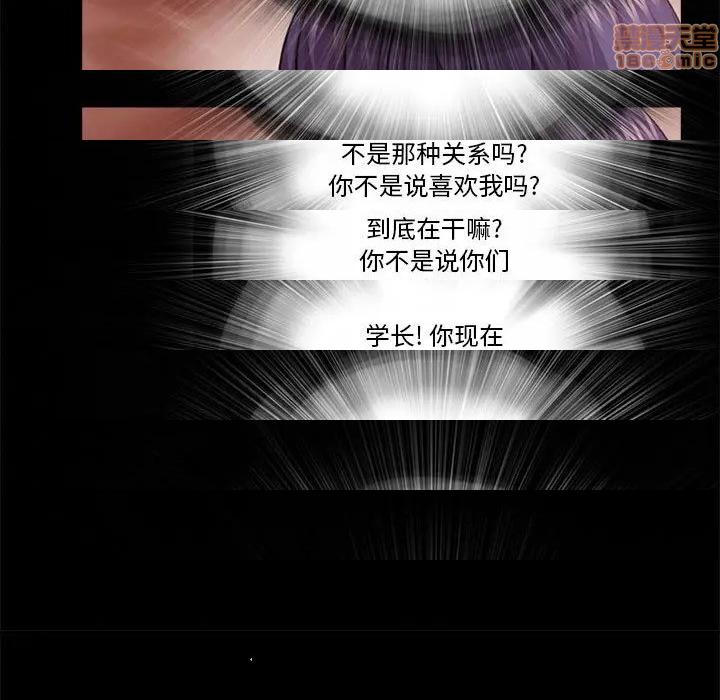 禁漫天堂
18COMIC
不是那种关系吗?
你不是说喜欢我吗?
到底在干嘛?
你不是说你们
学长! 你现在